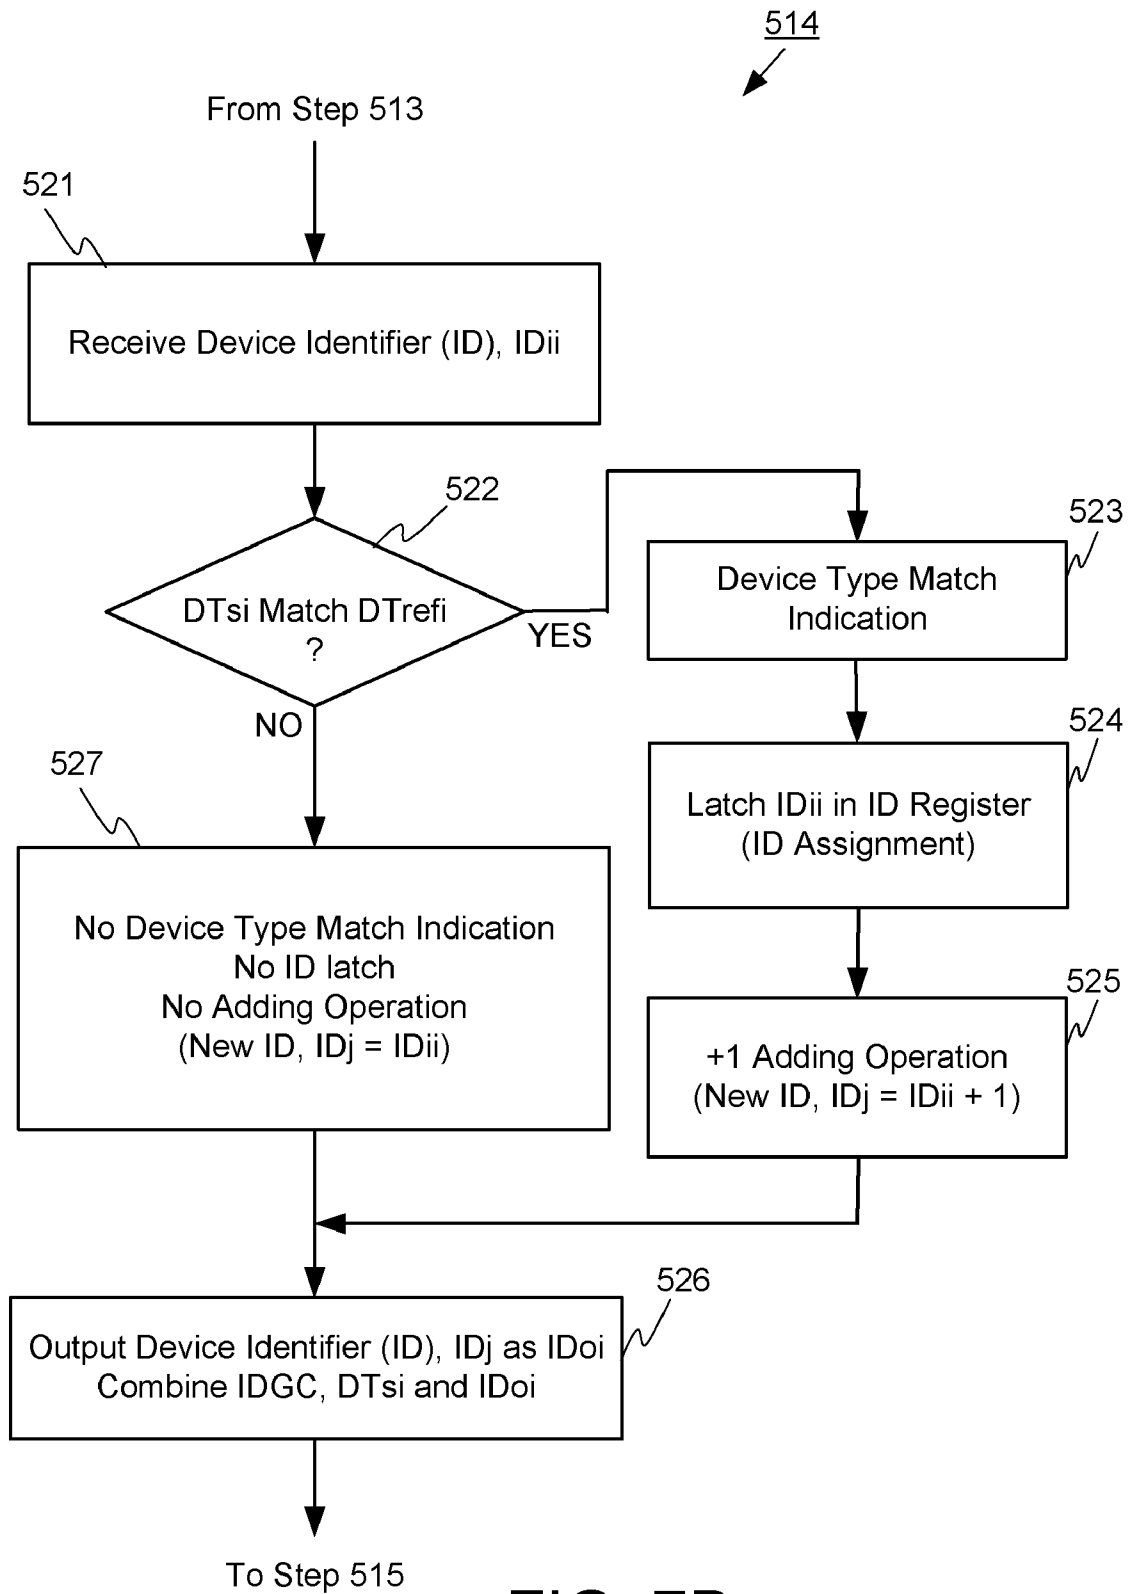 514
From Step 513
521
Receive Device Identifier (ID), IDii
522
DTsi Match DTrefi
?
YES
NO
523
Device Type Match
Indication
524
Latch IDii in ID Register
(ID Assignment)
525
+1 Adding Operation
(New ID, IDj = IDii + 1)
527
No Device Type Match Indication
No ID latch
No Adding Operation
(New ID, IDj = IDii)
526
Output Device Identifier (ID), IDj as IDoi
Combine IDGC, DTsi and IDoi
To Step 515